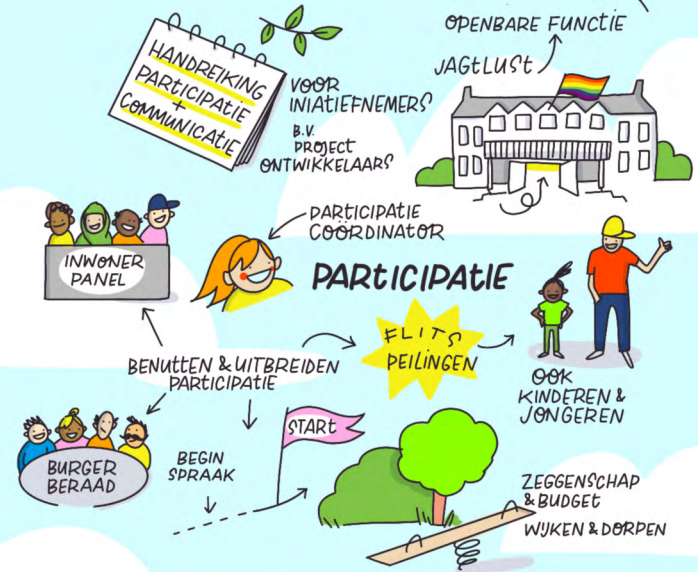 HANDREIKING
PARTICIPATIE
+
COMMUNICATIE
VOOR
INIATIEFNEMERS
B.V.
PROJECT
ONTWIKKELAARS
OPENBARE FUNCTIE
JAGTLUST
INWONER
PANEL
PARTICIPATIE
COÖRDINATOR
PARTICIPATIE
FLITS
PEILINGEN
OOK
KINDEREN &
JONGEREN
BENUTTEN & UITBREIDEN
PARTICIPATIE
BURGER
BERAAD
BEGIN
SPRAAK
START
ZEGGENSCHAP
& BUDGET
WIJKEN & DORPEN